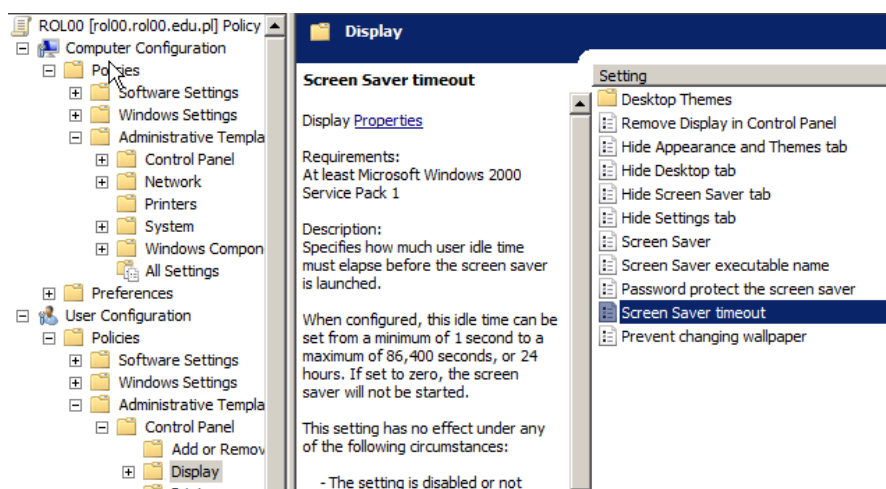 ROL00 [rol00.rol00.edu.pl] Policy
Computer Configuration
Policies
Software Settings
Windows Settings
Administrative Templa
Control Panel
Network
Printers
System
Windows Compon
All Settings
Preferences
User Configuration
Policies
Software Settings
Windows Settings
Administrative Templa
Control Panel
Add or Remov
Display
Display
Screen Saver timeout
Display Properties
Requirements:
At least Microsoft Windows 2000
Service Pack 1
Description:
Specifies how much user idle time
must elapse before the screen saver
is launched.
When configured, this idle time can be
set from a minimum of 1 second to a
maximum of 86,400 seconds, or 24
hours. If set to zero, the screen
saver will not be started.
This setting has no effect under any
of the following circumstances:
- The setting is disabled or not
Setting
Desktop Themes
Remove Display in Control Panel
Hide Appearance and Themes tab
Hide Desktop tab
Hide Screen Saver tab
Hide Settings tab
Screen Saver
Screen Saver executable name
Password protect the screen saver
Screen Saver timeout
Prevent changing wallpaper